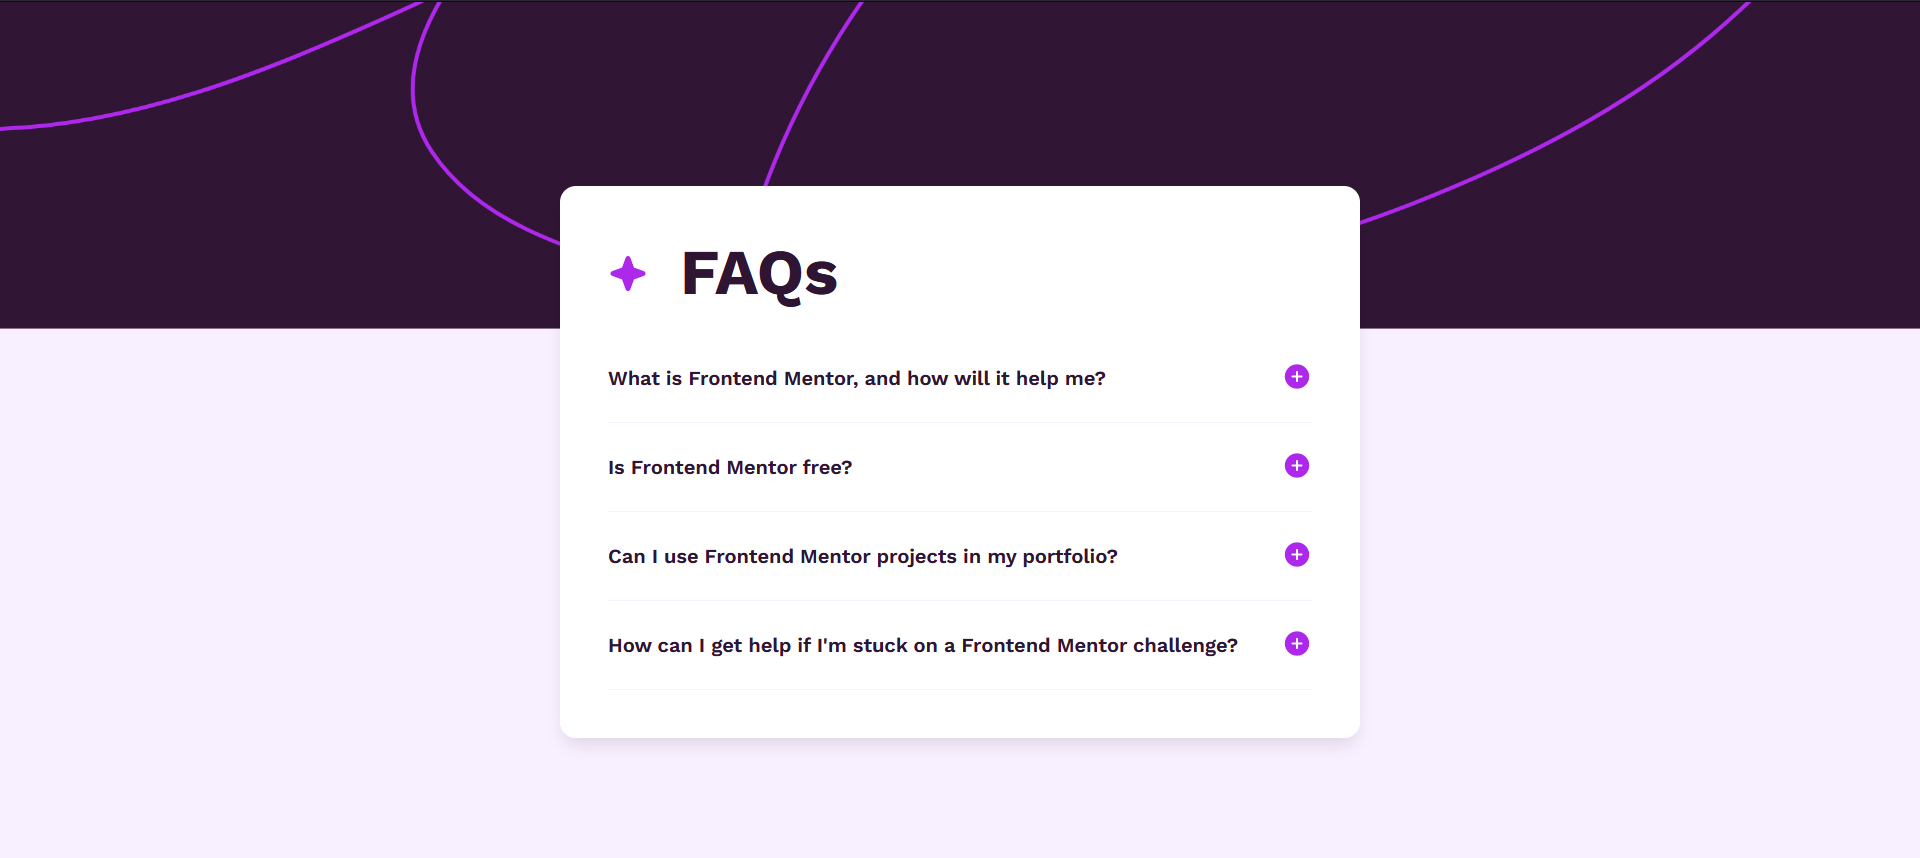 FAQs
What is Frontend Mentor, and how will it help me?
Is Frontend Mentor free?
Can I use Frontend Mentor projects in my portfolio?
How can I get help if I'm stuck on a Frontend Mentor challenge?